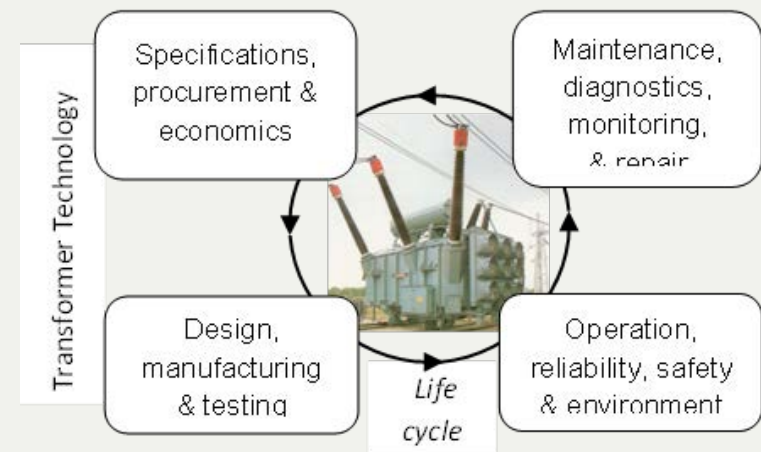 Transformer Technology
Specifications,
procurement &
economics
Maintenance,
diagnostics,
monitoring,
& repair
Design,
manufacturing
& testing
Operation,
reliability, safety
& environment
Life
cycle